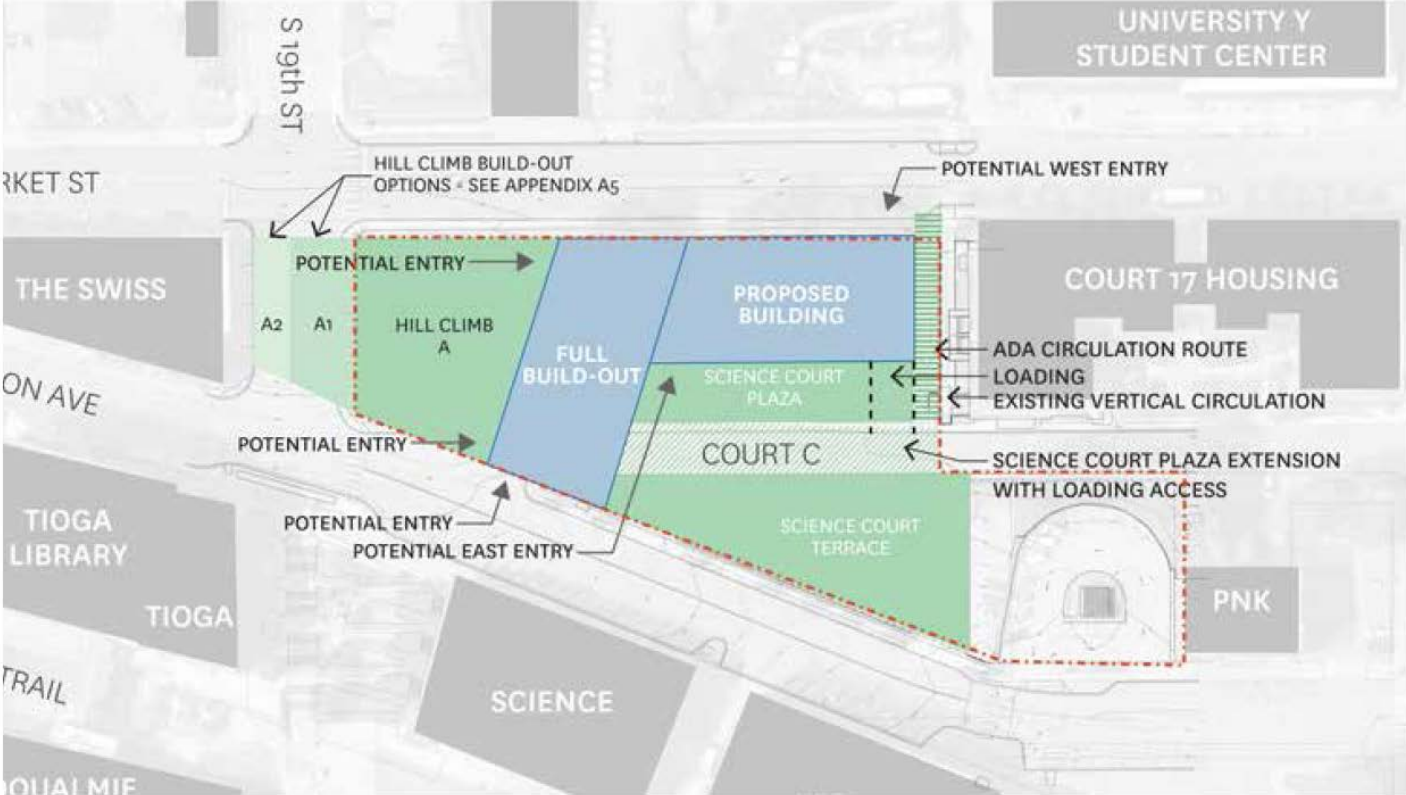 UNIVERSITY Y
STUDENT CENTER
S 19th ST
HILL CLIMB BUILD-OUT
OPTIONS - SEE APPENDIX A5
POTENTIAL WEST ENTRY
RKET ST
THE SWISS
POTENTIAL ENTRY
A2
A1
HILL CLIMB
A
FULL
BUILD-OUT
PROPOSED
BUILDING
COURT 17 HOUSING
ADA CIRCULATION ROUTE
LOADING
EXISTING VERTICAL CIRCULATION
SCIENCE COURT
PLAZA
ON AVE
POTENTIAL ENTRY
COURT C
SCIENCE COURT PLAZA EXTENSION
WITH LOADING ACCESS
POTENTIAL ENTRY
POTENTIAL EAST ENTRY
SCIENCE COURT
TERRACE
TIOGA
LIBRARY
TIOGA
PNK
TRAIL
SCIENCE
OQUALMIE